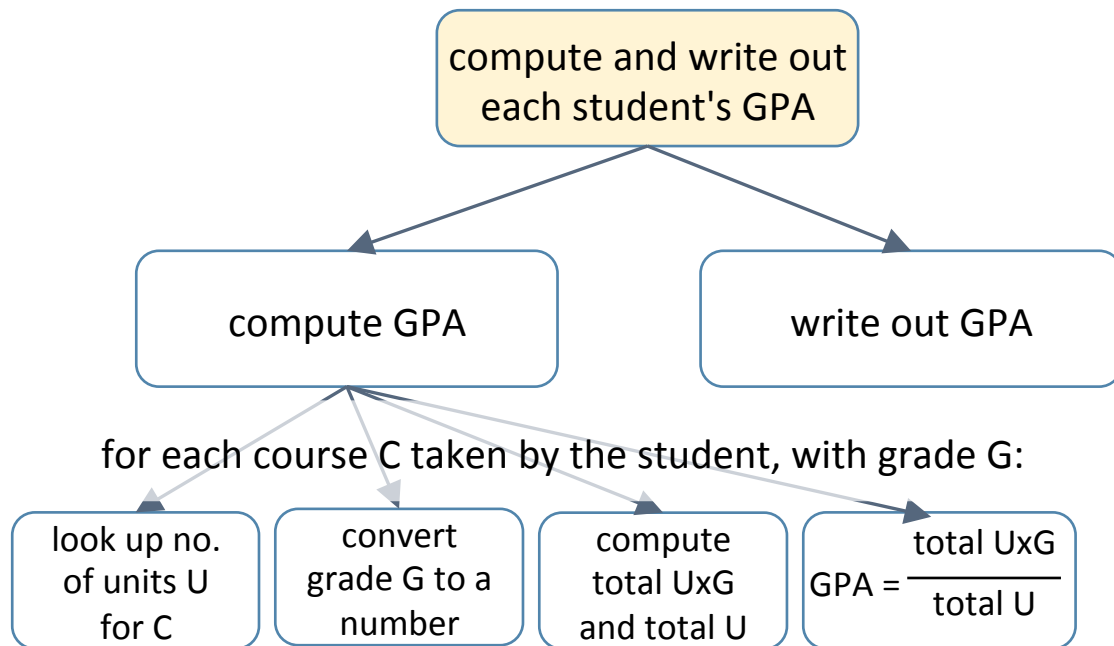 compute and write out
each student's GPA
compute GPA
write out GPA
for each course C taken by the student, with grade G:
look up no.
of units U
for C
convert
grade G to a
number
compute
total UxG
and total U
total UxG
GPA =
total U